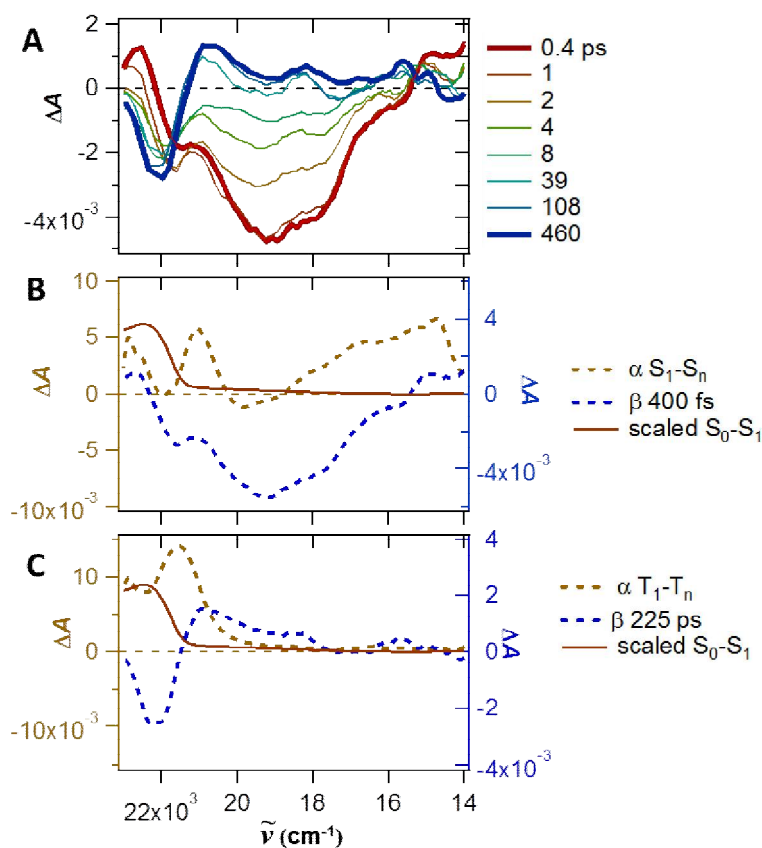 A
ΔA
2
0
-2
-4x10⁻³
0.4 ps
1
2
4
8
39
108
460
B
ΔA
10
5
0
-5
-10x10⁻³
4
0
-4x10⁻³
ΔA
α S₁-Sₙ
β 400 fs
scaled S₀-S₁
C
ΔA
10
0
-10x10⁻³
4
2
0
-2
-4x10⁻³
ΔA
α T₁-Tₙ
β 225 ps
scaled S₀-S₁
22x10³ 20 18 16 14
ν̃ (cm⁻¹)